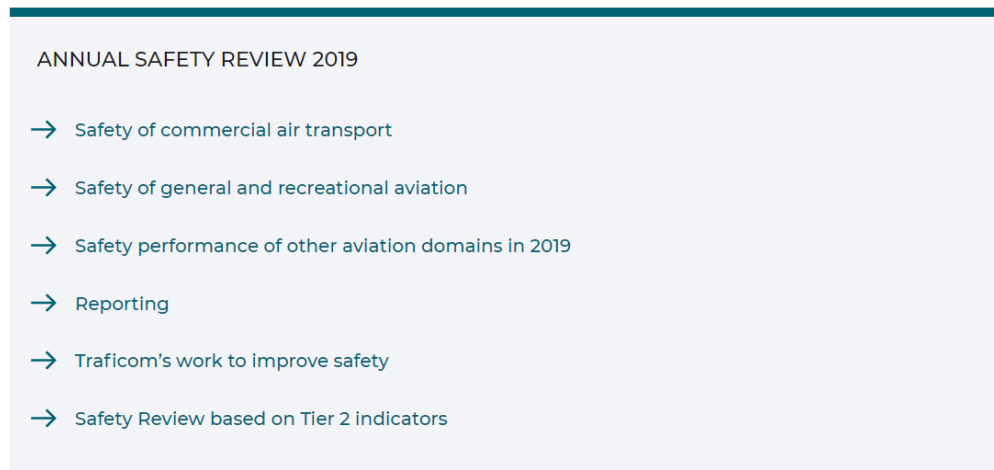 ANNUAL SAFETY REVIEW 2019
Safety of commercial air transport
Safety of general and recreational aviation
Safety performance of other aviation domains in 2019
Reporting
Traficom’s work to improve safety
Safety Review based on Tier 2 indicators